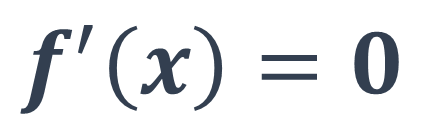 f′(x) = 0